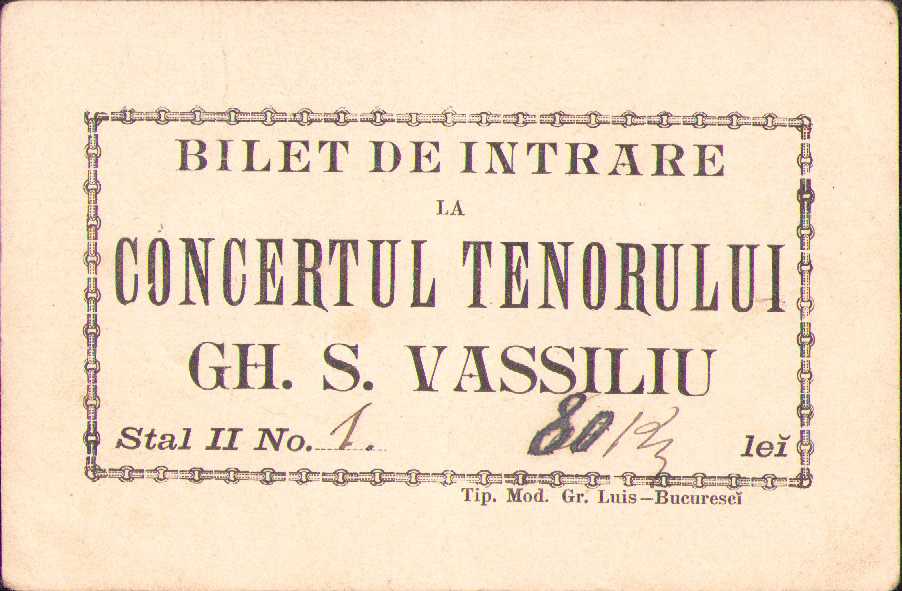 BILET DE INTRARE
LA
CONCERTUL TENORULUI
GH. S. VASSILIU
Stal II No. 1. 80 leĭ
Tip. Mod. Gr. Luis—Bucurescĭ